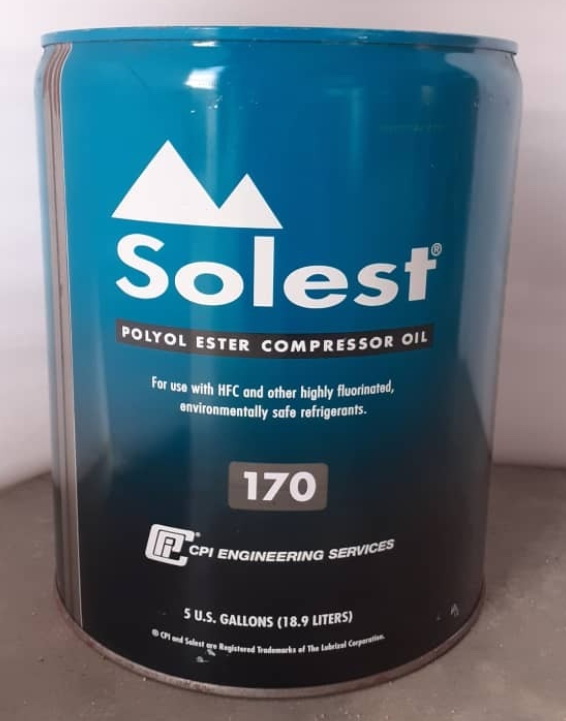 Solest®
POLYOL ESTER COMPRESSOR OIL
For use with HFC and other highly fluorinated,
environmentally safe refrigerants.
170
CPI® CPI ENGINEERING SERVICES
5 U.S. GALLONS (18.9 LITERS)
® CPI and Solest are Registered Trademarks of The Lubrizol Corporation.